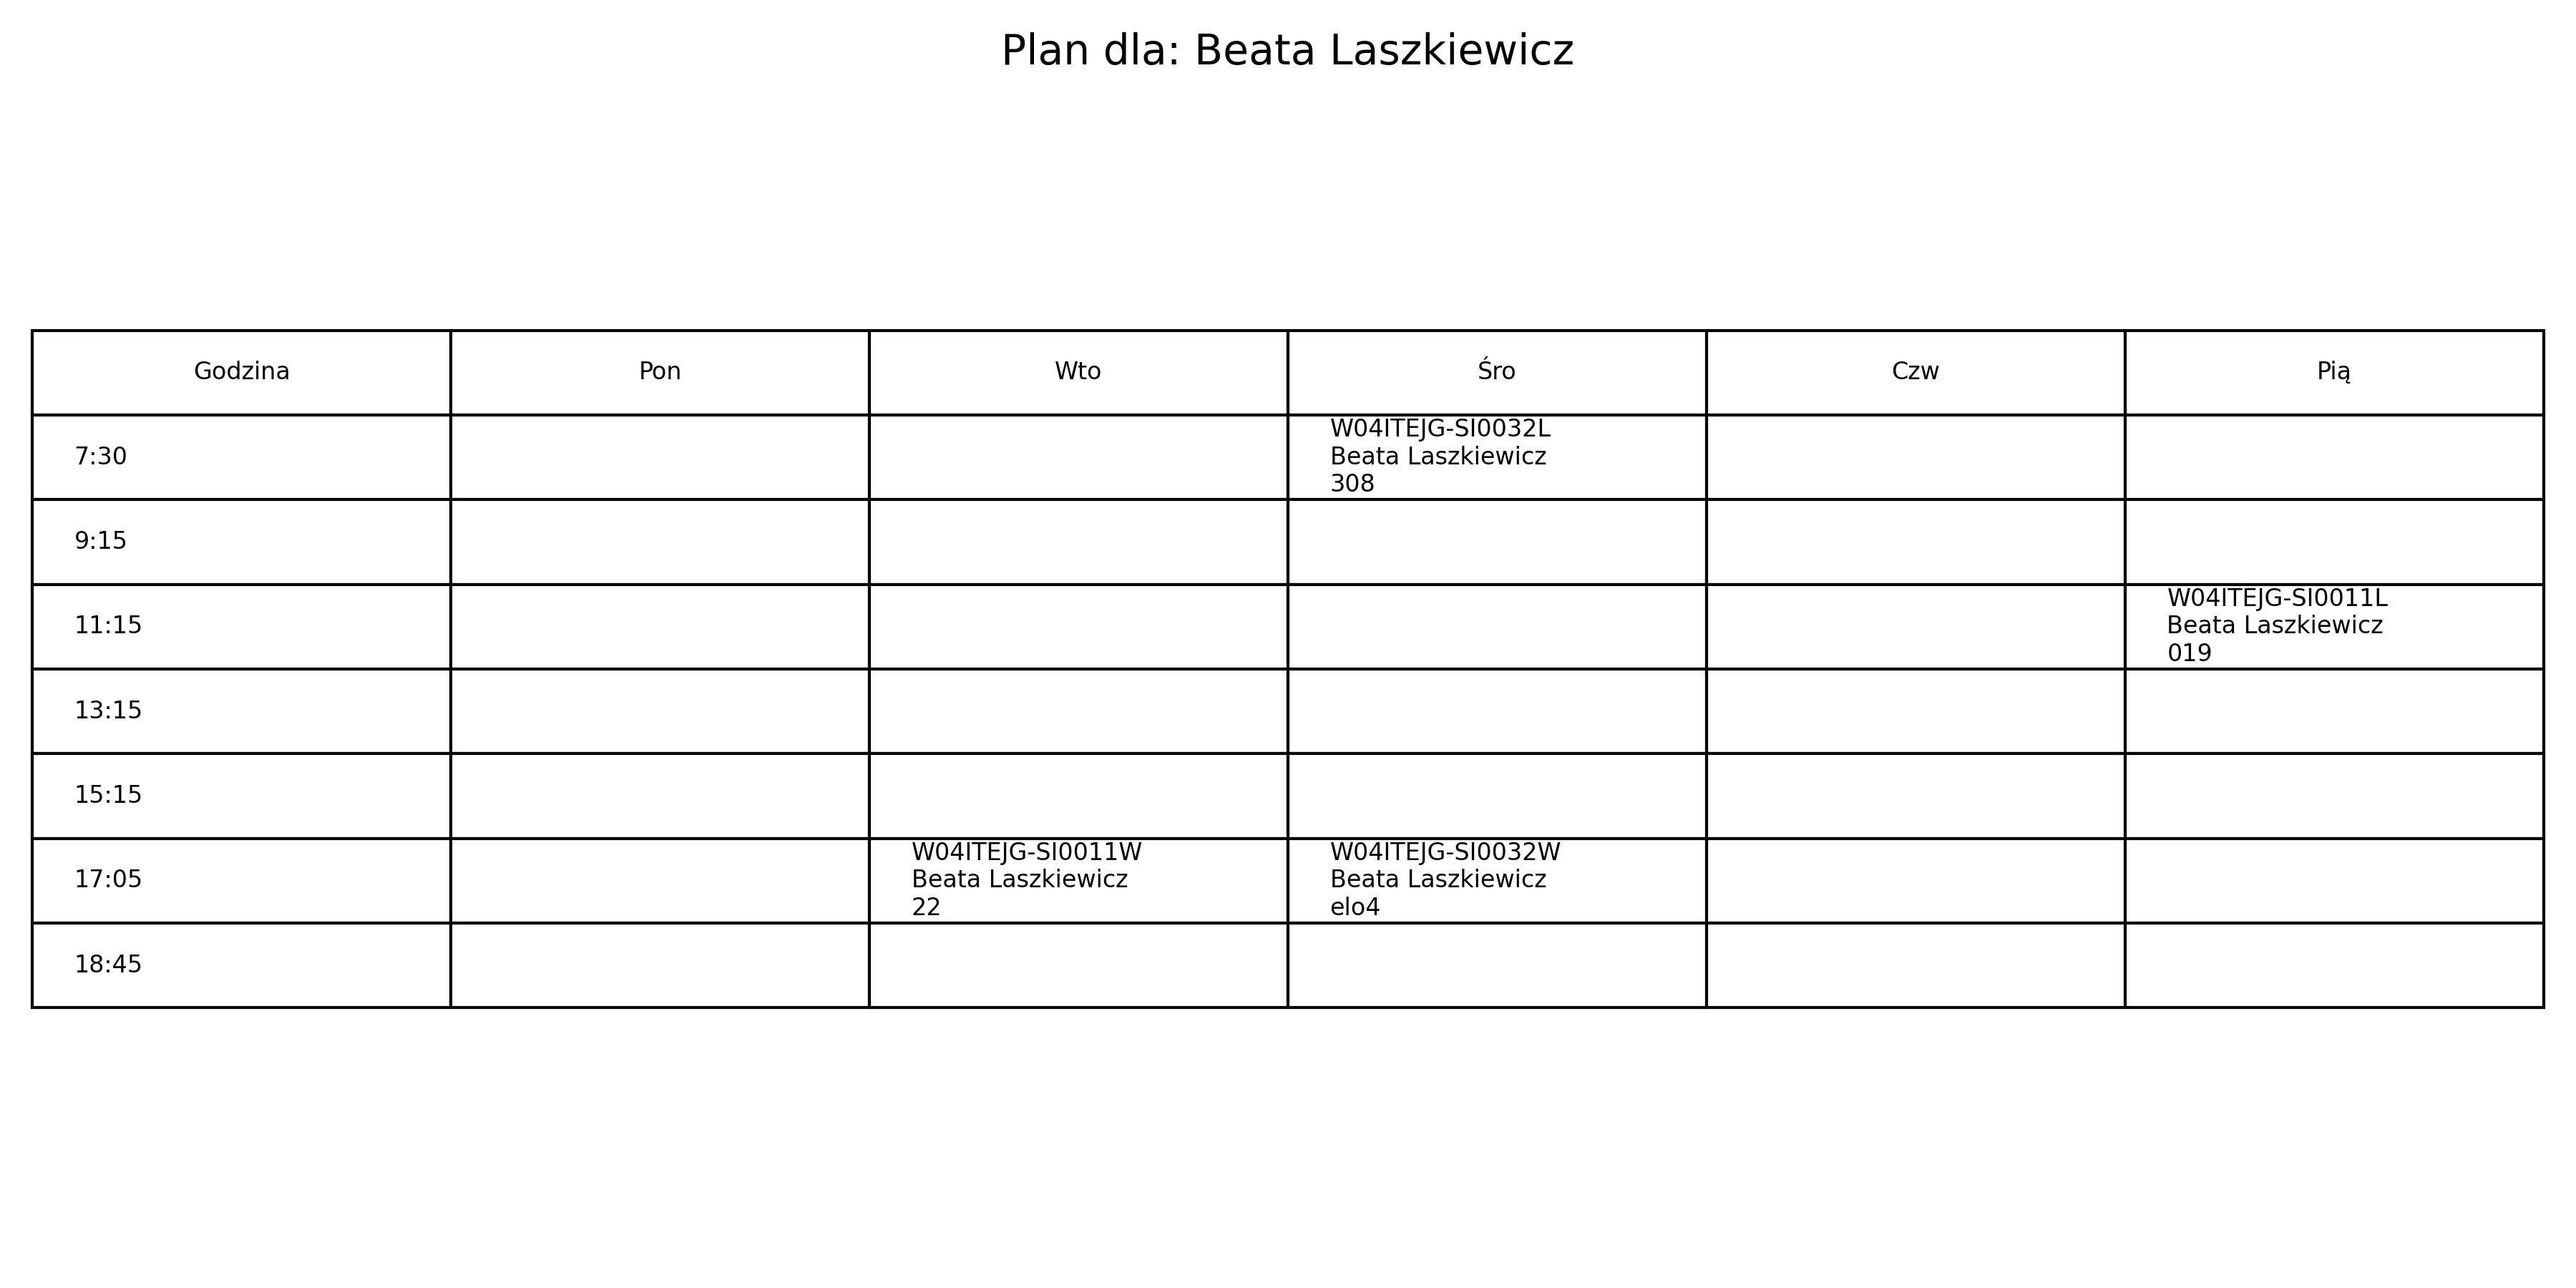 Plan dla: Beata Laszkiewicz
Godzina Pon Wto Śro Czw Pią
7:30
W04ITEJG-SI0032L
Beata Laszkiewicz
308
9:15
11:15
W04ITEJG-SI0011L
Beata Laszkiewicz
019
13:15
15:15
17:05
W04ITEJG-SI0011W
Beata Laszkiewicz
22
W04ITEJG-SI0032W
Beata Laszkiewicz
elo4
18:45